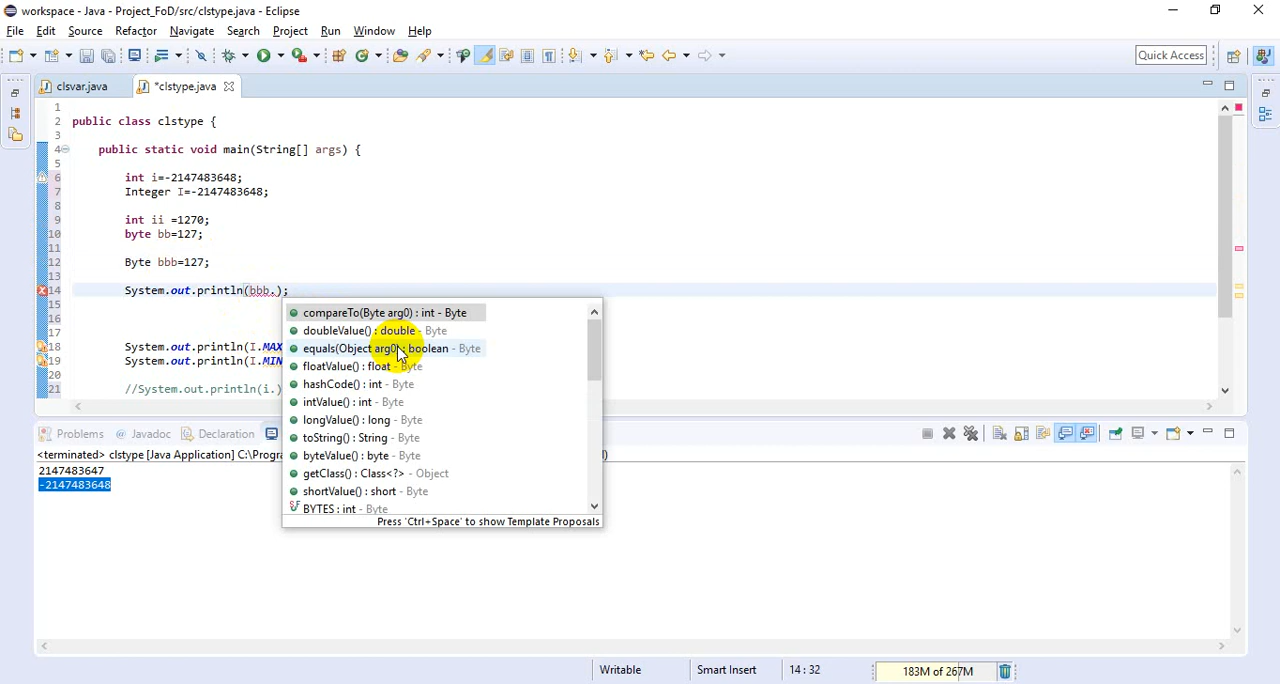 workspace - Java - Project_FoD/src/clstype.java - Eclipse
File Edit Source Refactor Navigate Search Project Run Window Help
Quick Access
clsvar.java *clstype.java
1
2 public class clstype {
3
4 public static void main(String[] args) {
5
6 int i=-2147483648;
7 Integer I=-2147483648;
8
9 int ii =1270;
10 byte bb=127;
11
12 Byte bbb=127;
13
14 System.out.println(bbb.);
15
16
17
18 System.out.println(I.MAX
19 System.out.println(I.MIN
20
21 //System.out.println(i.)
compareTo(Byte arg0) : int - Byte
doubleValue() : double - Byte
equals(Object arg0) : boolean - Byte
floatValue() : float - Byte
hashCode() : int - Byte
intValue() : int - Byte
longValue() : long - Byte
toString() : String - Byte
byteValue() : byte - Byte
getClass() : Class<?> - Object
shortValue() : short - Byte
BYTES : int - Byte
Press 'Ctrl+Space' to show Template Proposals
Problems @ Javadoc Declaration
<terminated> clstype [Java Application] C:\Progra
2147483647
-2147483648
Writable Smart Insert 14 : 32 183M of 267M